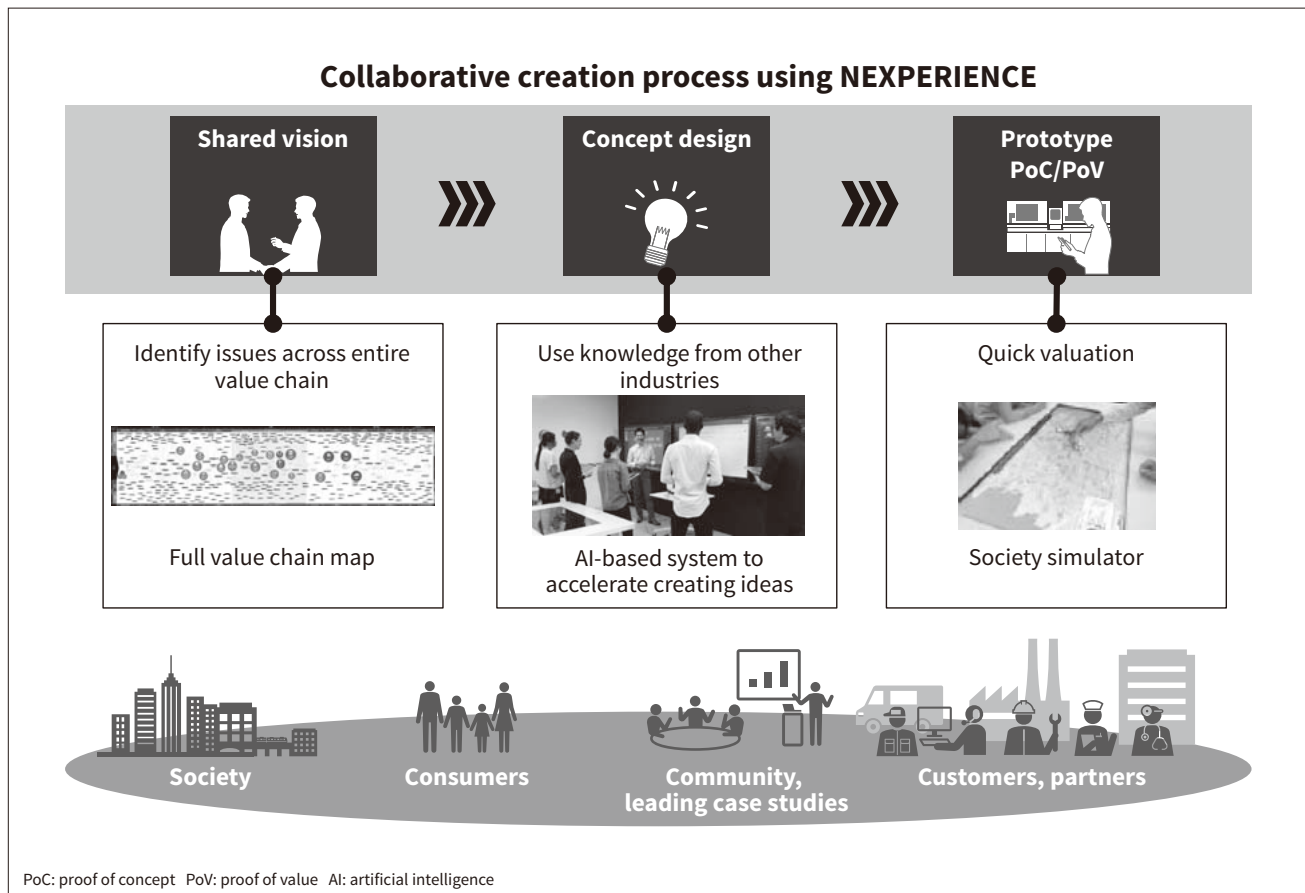 Collaborative creation process using NEXPERIENCE
Shared vision
Concept design
Prototype
PoC/PoV
Identify issues across entire
value chain
Full value chain map
Use knowledge from other
industries
AI-based system to
accelerate creating ideas
Quick valuation
Society simulator
Society
Consumers
Community,
leading case studies
Customers, partners
PoC: proof of concept PoV: proof of value AI: artificial intelligence